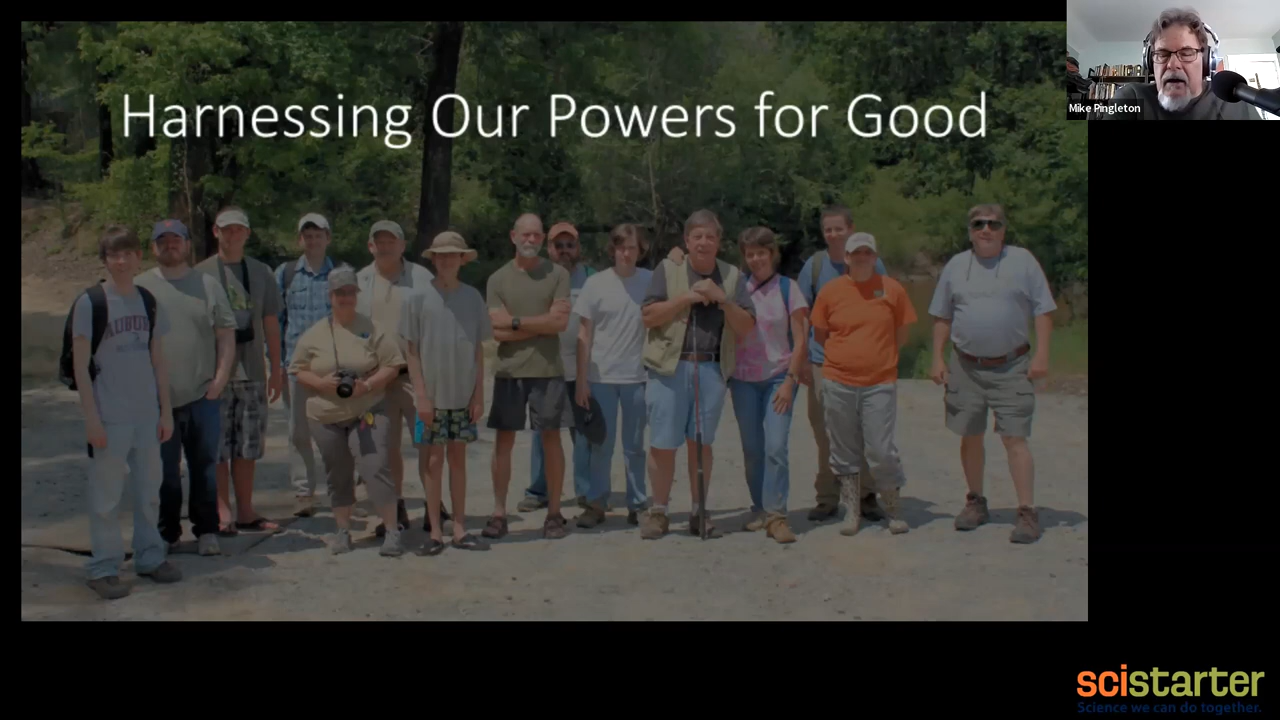 Harnessing Our Powers for Good
Mike Pingleton
AUBURN
scistarter
Science we can do together.